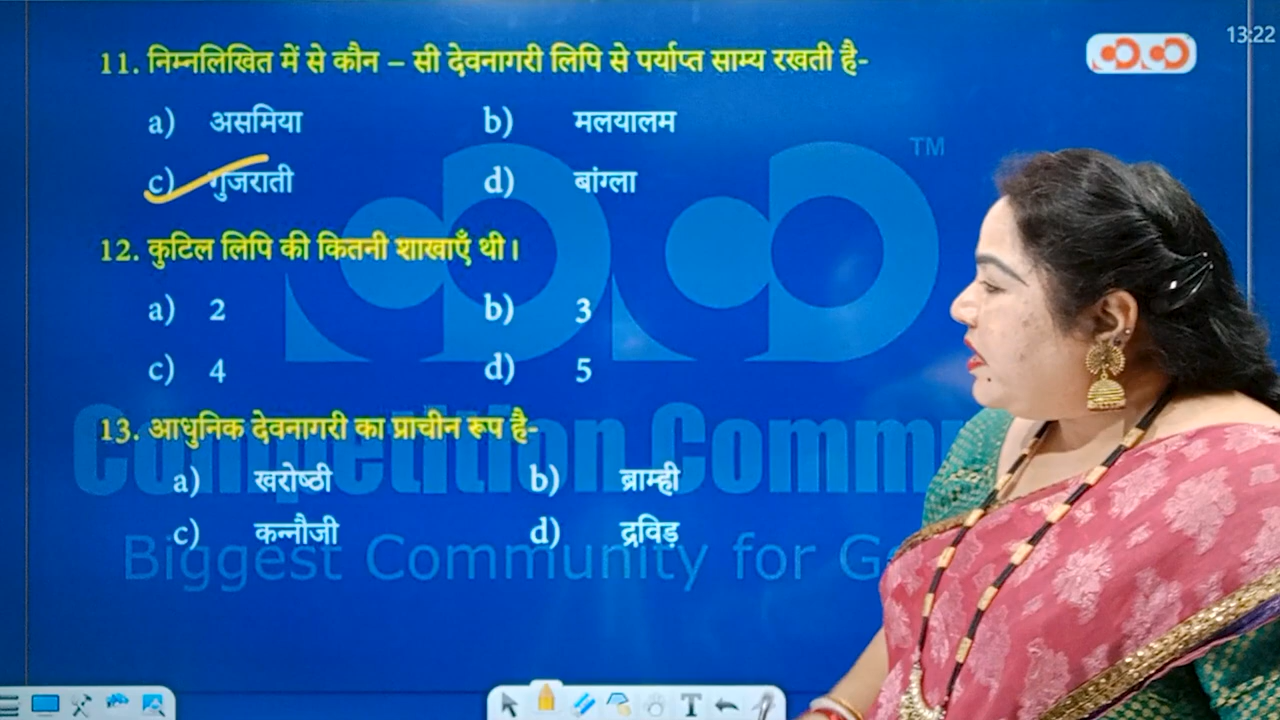 13:22
11. निम्नलिखित में से कौन – सी देवनागरी लिपि से पर्याप्त साम्य रखती है-
a) असमिया b) मलयालम
TM
c) गुजराती d) बांग्ला
12. कुटिल लिपि की कितनी शाखाएँ थी।
a) 2 b) 3
c) 4 d) 5
13. आधुनिक देवनागरी का प्राचीन रूप है-
Competition Comm
a) खरोष्ठी b) ब्राम्ही
c) कन्नौजी d) द्रविड़
Biggest Community for G
T